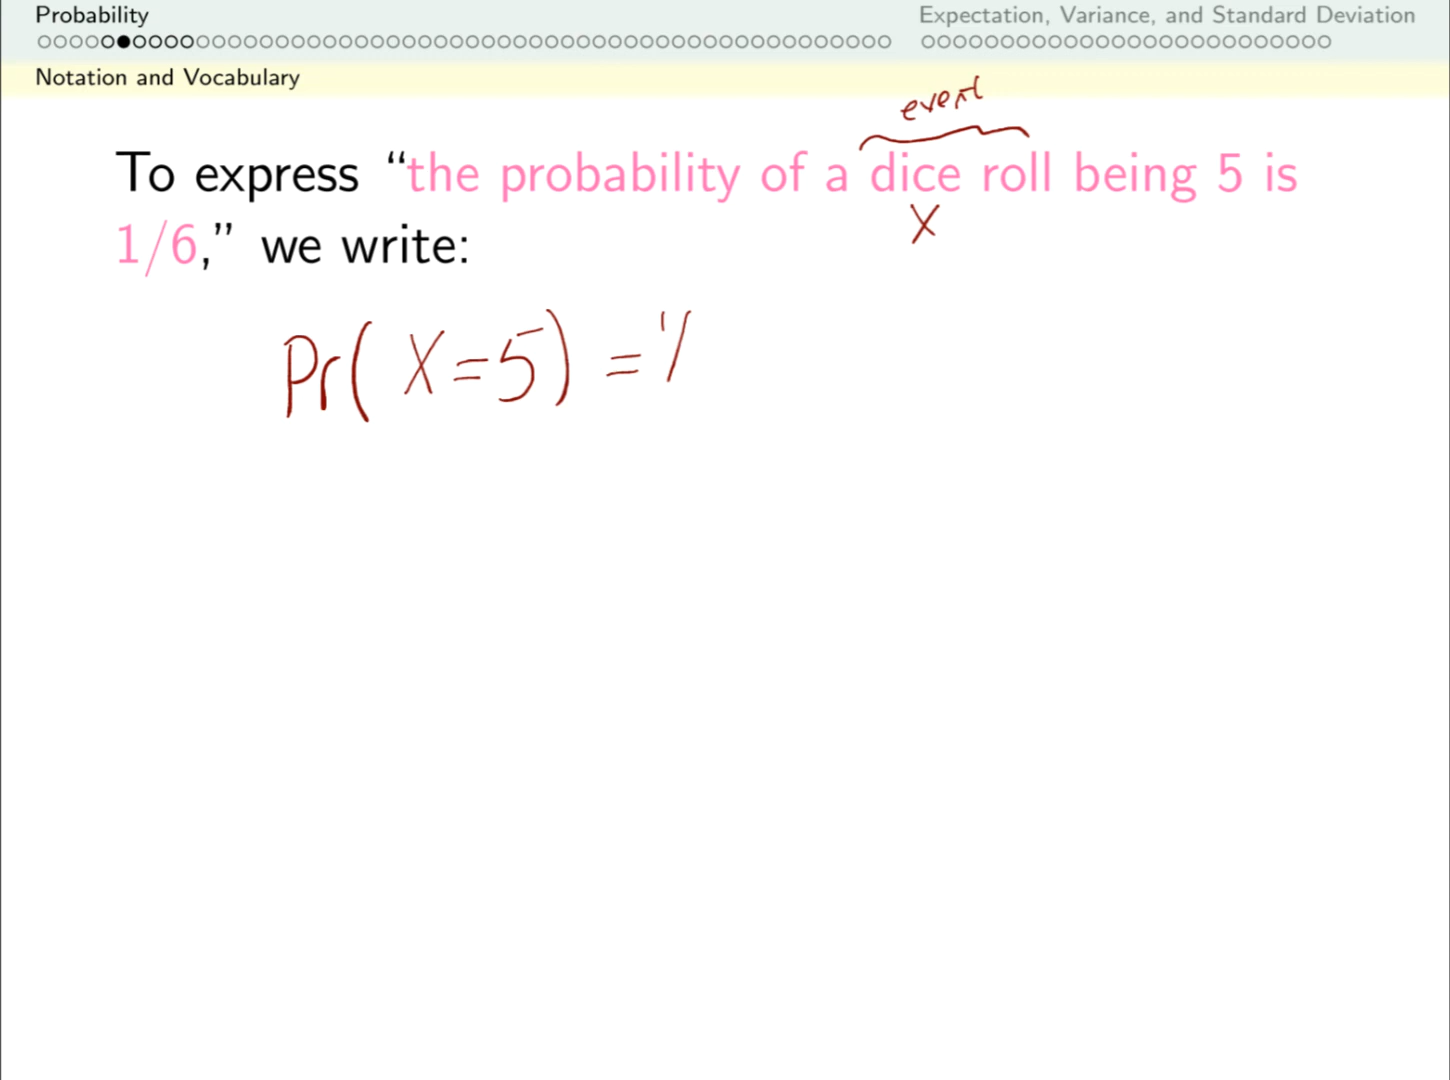 Probability
Expectation, Variance, and Standard Deviation
Notation and Vocabulary
event
To express “the probability of a dice roll being 5 is
X
1/6,” we write:
Pr( X=5) = 1/